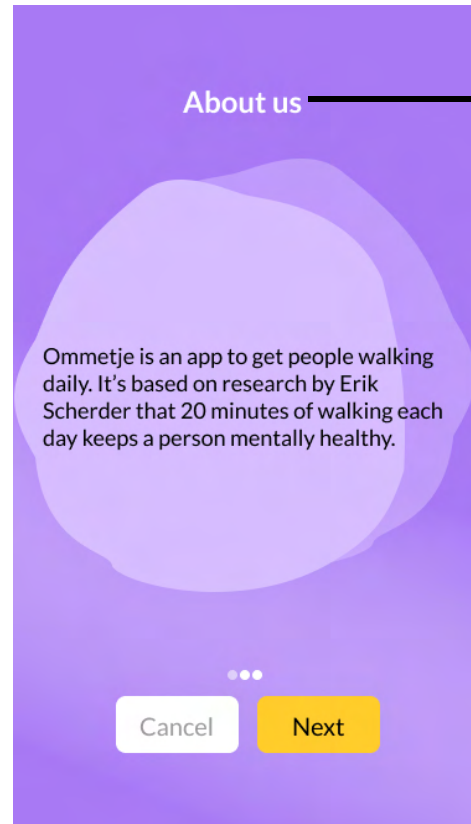 About us
Ommetje is an app to get people walking
daily. It’s based on research by Erik
Scherder that 20 minutes of walking each
day keeps a person mentally healthy.
Cancel
Next